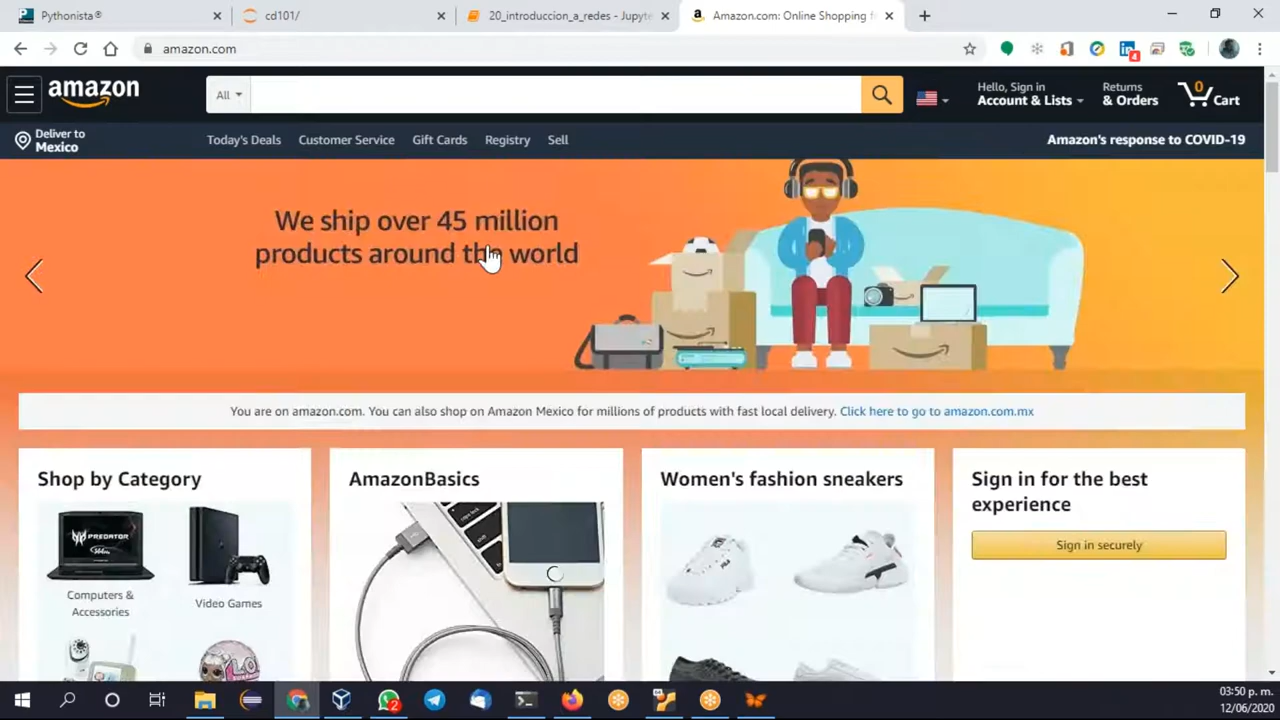 Pythonista®
cd101/
20_introduccion_a_redes - Jupyte
Amazon.com: Online Shopping f
amazon.com
4
amazon
All
Hello, Sign in
Account & Lists
Returns
& Orders
0
Cart
Deliver to
Mexico
Today's Deals
Customer Service
Gift Cards
Registry
Sell
Amazon's response to COVID-19
We ship over 45 million
products around the world
You are on amazon.com. You can also shop on Amazon Mexico for millions of products with fast local delivery. Click here to go to amazon.com.mx
Shop by Category
AmazonBasics
Women's fashion sneakers
Sign in for the best
experience
PREDATOR
Sign in securely
Computers &
Accessories
Video Games
FILA
2
03:50 p. m.
12/06/2020